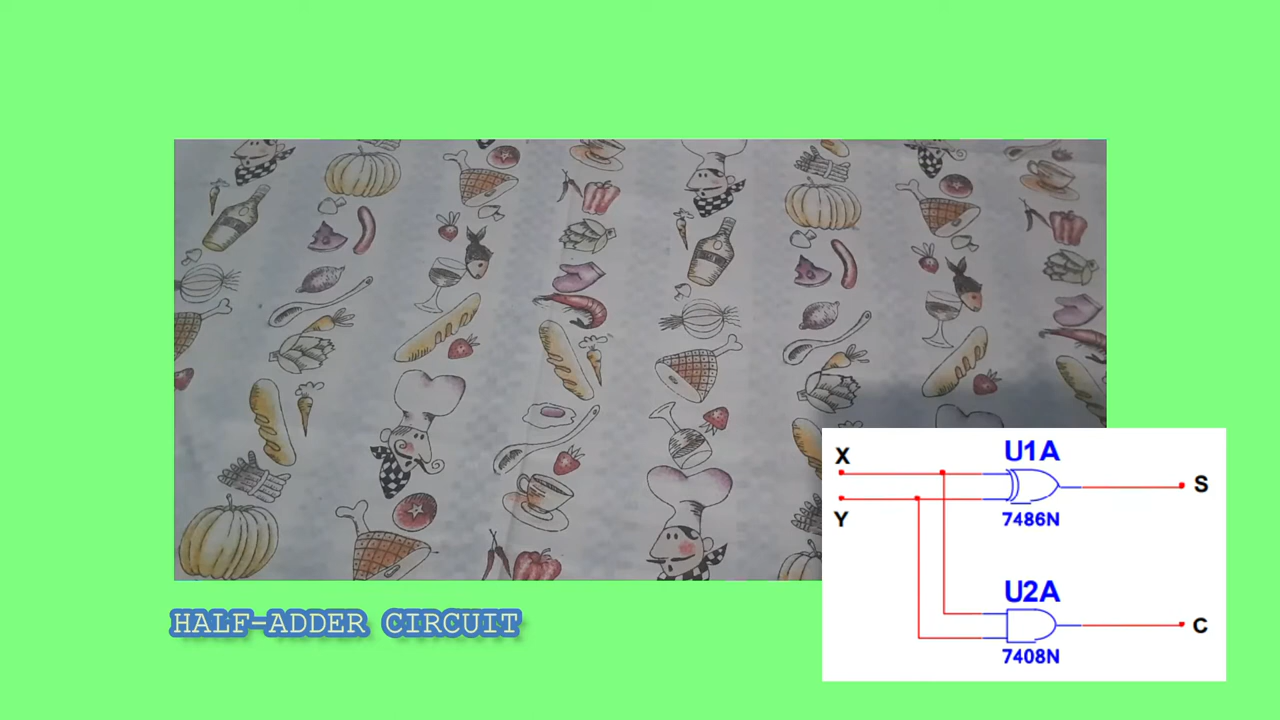 X
U1A
S
Y
7486N
U2A
C
7408N
HALF-ADDER CIRCUIT